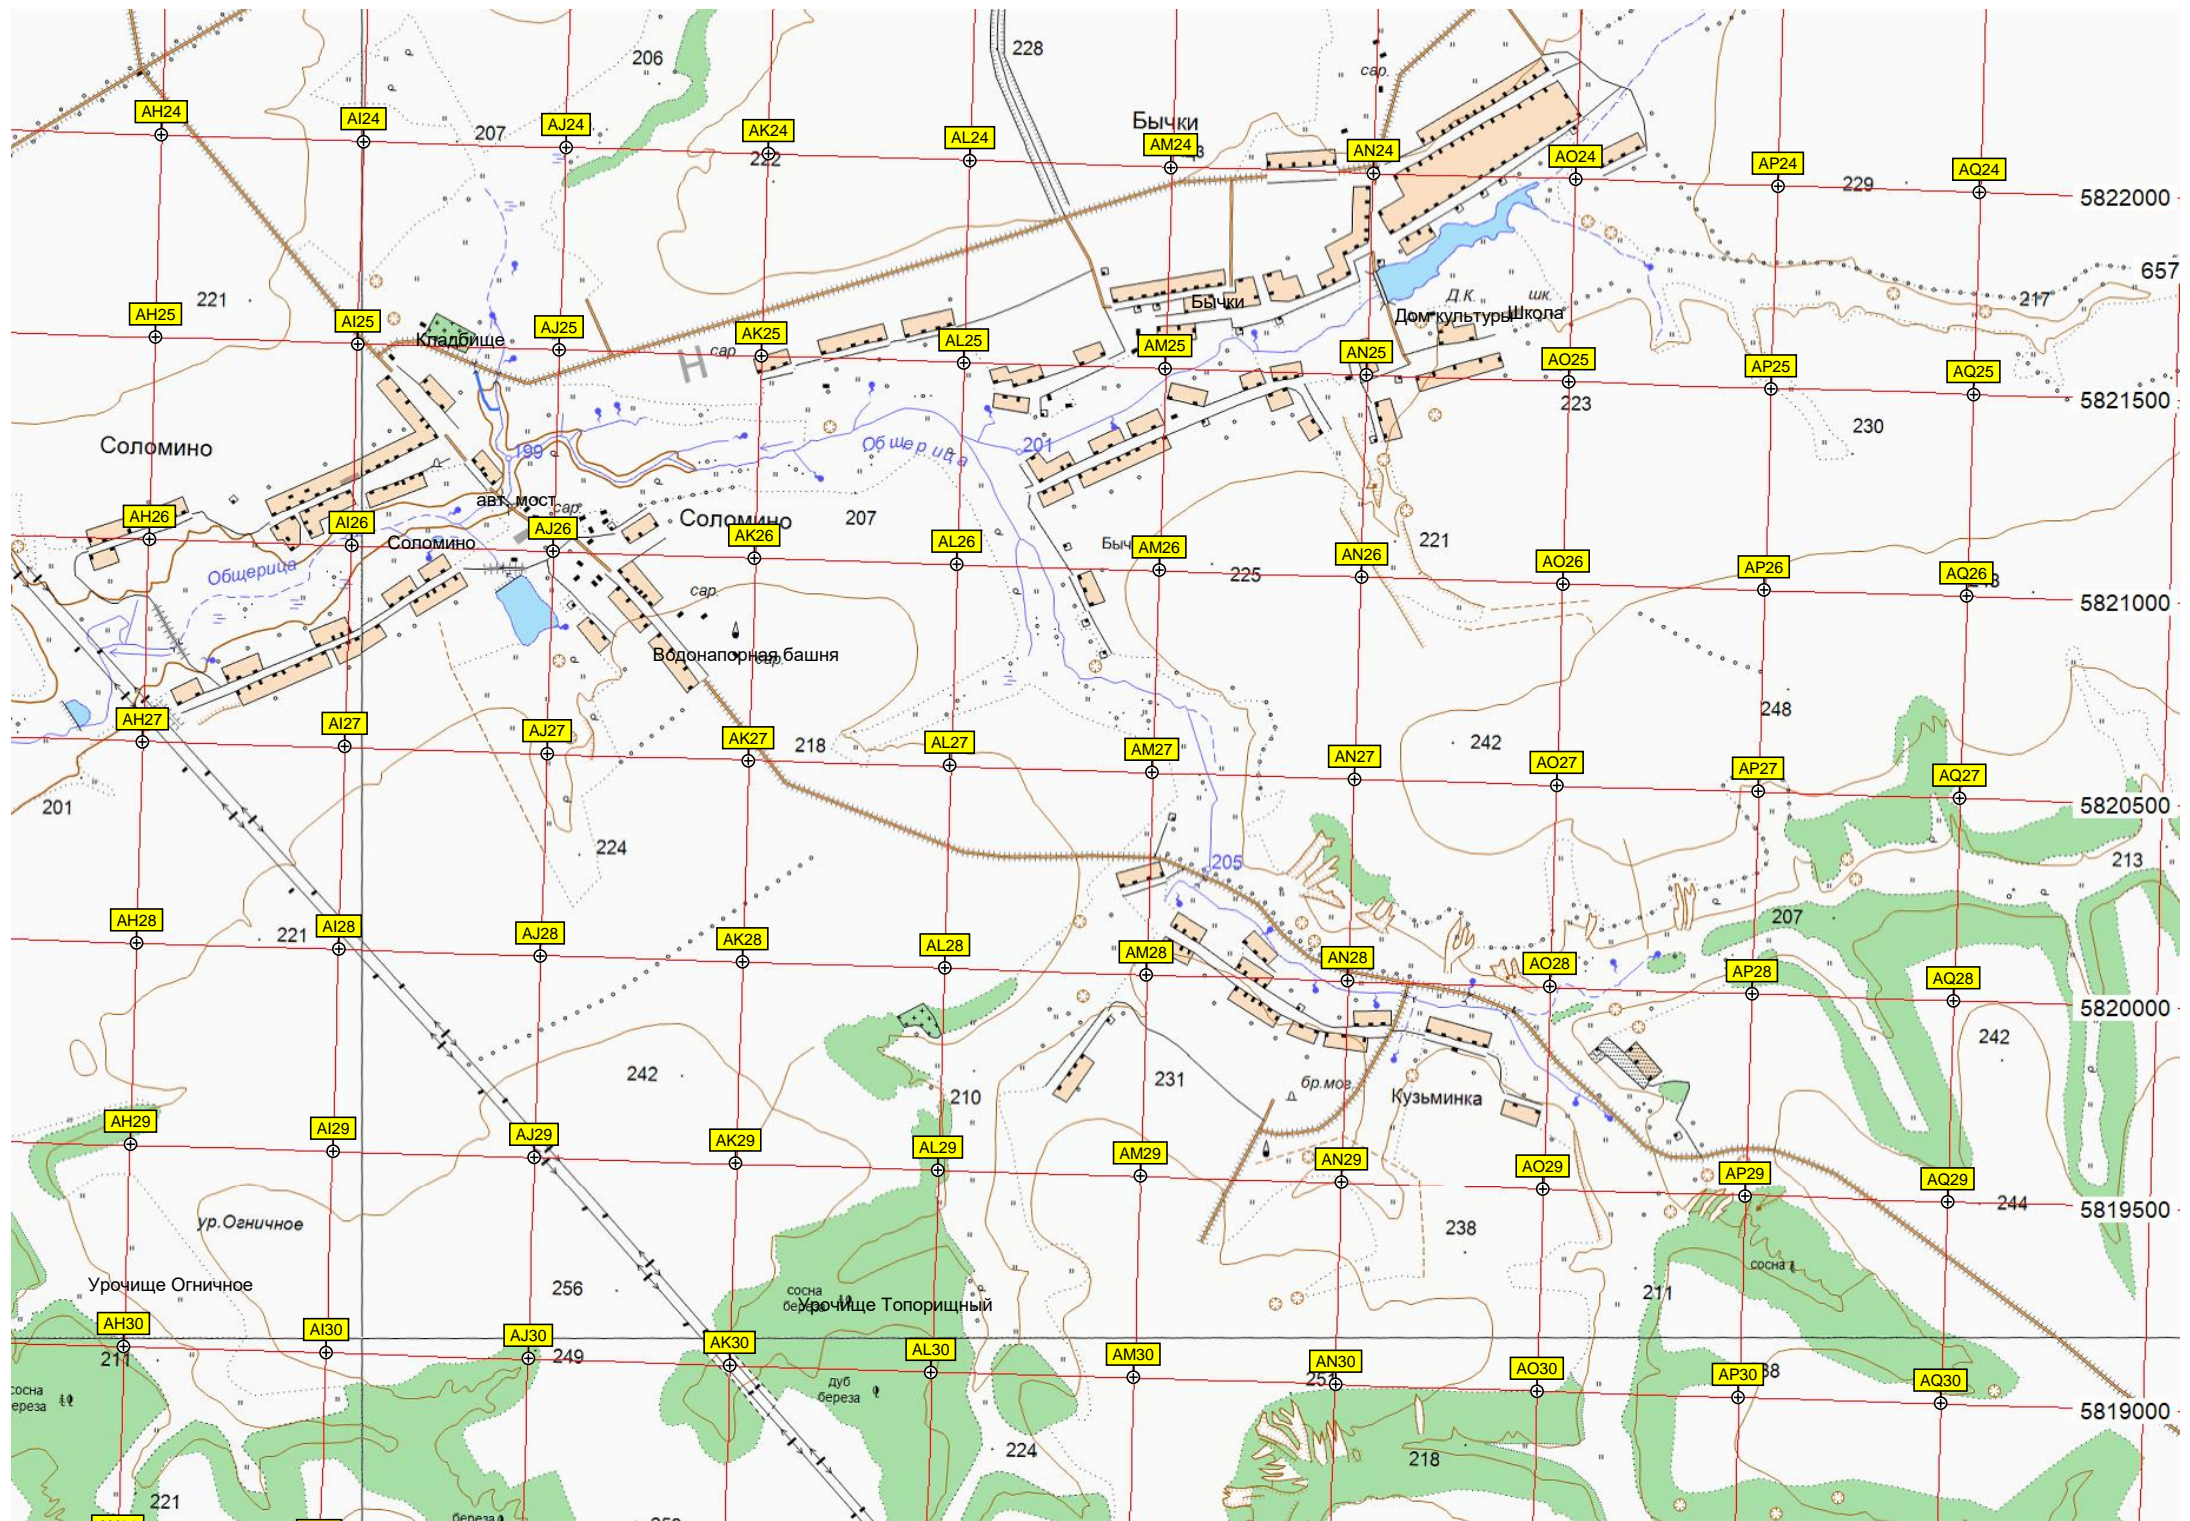 206
228
сар.
AH24
AI24
AJ24
AK24
AL24
AM24
AN24
AO24
AP24
AQ24
Бычки
207
222
229
5822000
657
217
221
AH25
AI25
AJ25
AK25
AL25
AM25
AN25
AO25
AP25
AQ25
Бычки
Д.К.
шк.
Дом культуры
Школа
Кладбище
Н
сар
5821500
223
230
Соломино
Общерица
199
201
авт. мост
сар.
Соломино
207
221
AH26
AI26
AJ26
AK26
AL26
AM26
AN26
AO26
AP26
AQ26
Соломино
Общерица
225
5821000
сар.
Водонапорная башня
сар.
248
242
218
AH27
AI27
AJ27
AK27
AL27
AM27
AN27
AO27
AP27
AQ27
5820500
201
224
205
213
207
221
AH28
AI28
AJ28
AK28
AL28
AM28
AN28
AO28
AP28
AQ28
5820000
242
242
231
210
бр.мог.
Кузьминка
AH29
AI29
AJ29
AK29
AL29
AM29
AN29
AO29
AP29
AQ29
244
5819500
ур.Огничное
238
сосна
Урочище Огничное
256
сосна
береза
Урочище Топорищный
211
AH30
AI30
AJ30
AK30
AL30
AM30
AN30
AO30
AP30
AQ30
211
249
5819000
дуб
береза
224
218
221
береза